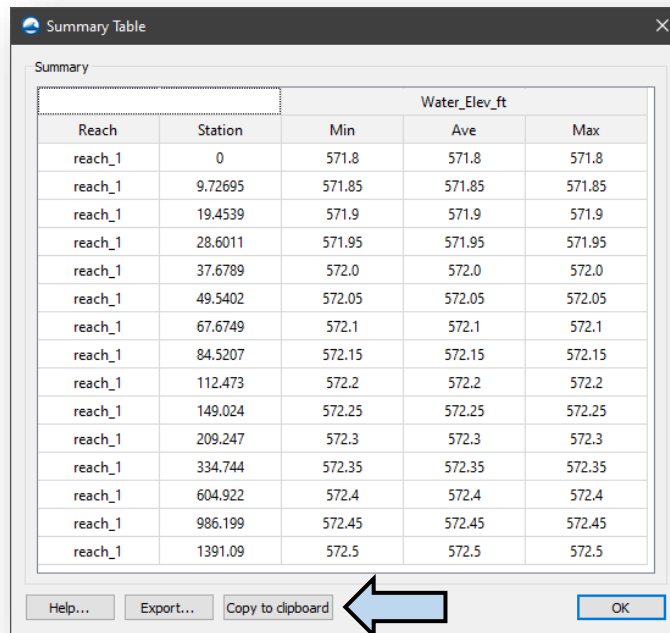 Summary Table
Summary
Water_Elev_ft
Reach Station Min Ave Max
reach_1 0 571.8 571.8 571.8
reach_1 9.72695 571.85 571.85 571.85
reach_1 19.4539 571.9 571.9 571.9
reach_1 28.6011 571.95 571.95 571.95
reach_1 37.6789 572.0 572.0 572.0
reach_1 49.5402 572.05 572.05 572.05
reach_1 67.6749 572.1 572.1 572.1
reach_1 84.5207 572.15 572.15 572.15
reach_1 112.473 572.2 572.2 572.2
reach_1 149.024 572.25 572.25 572.25
reach_1 209.247 572.3 572.3 572.3
reach_1 334.744 572.35 572.35 572.35
reach_1 604.922 572.4 572.4 572.4
reach_1 986.199 572.45 572.45 572.45
reach_1 1391.09 572.5 572.5 572.5
Help... Export... Copy to clipboard OK